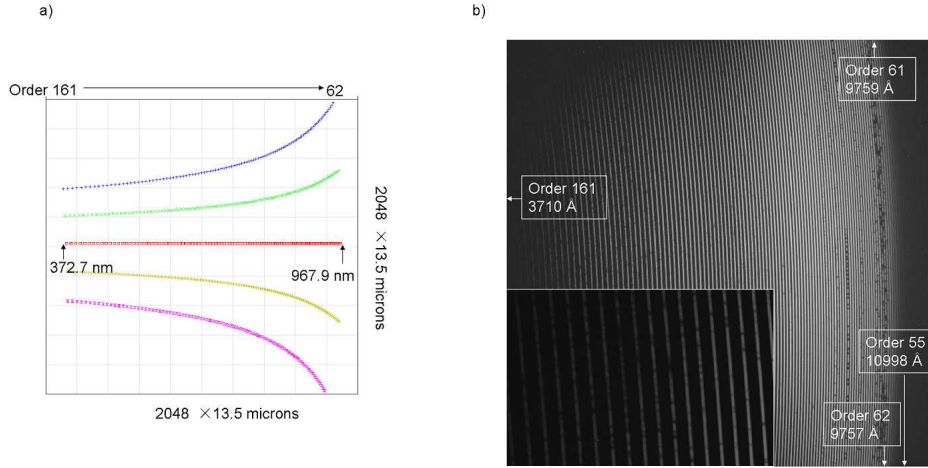 a)
Order 161
62
372.7 nm
967.9 nm
2048 ×13.5 microns
2048 ×13.5 microns
b)
Order 61
9759 Å
Order 161
3710 Å
Order 55
10998 Å
Order 62
9757 Å